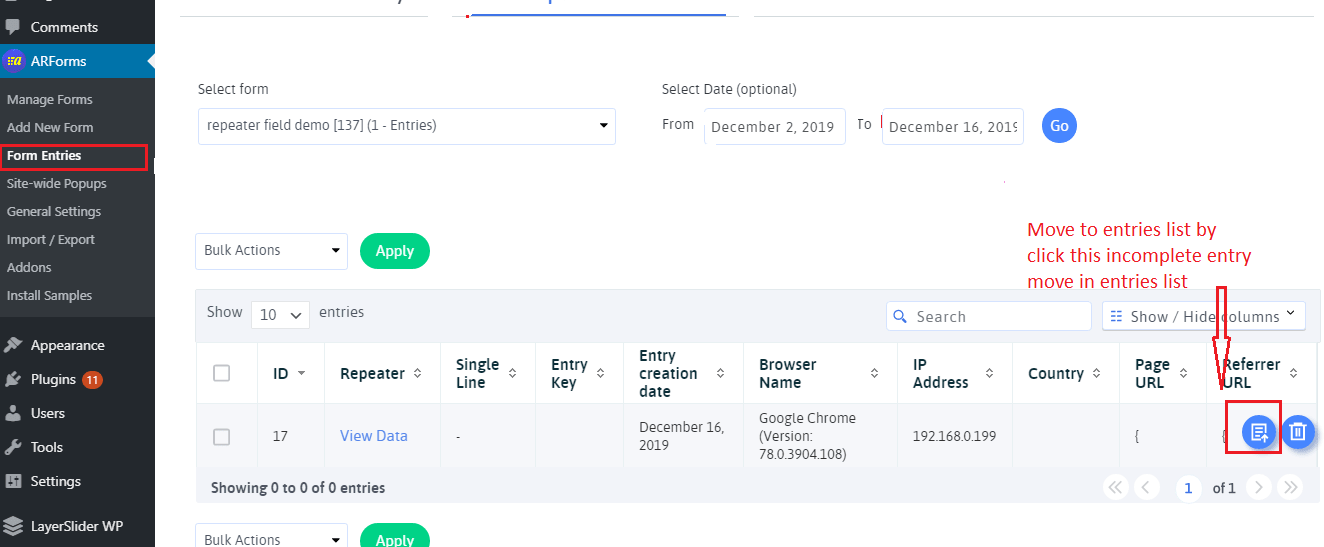 Comments
ARForms
Manage Forms
Add New Form
Form Entries
Site-wide Popups
General Settings
Import / Export
Addons
Install Samples
Appearance
Plugins 11
Users
Tools
Settings
LayerSlider WP
Select form
repeater field demo [137] (1 - Entries)
Select Date (optional)
From December 2, 2019 To December 16, 2019 Go
Move to entries list by
click this incomplete entry
move in entries list
Bulk Actions Apply
Show 10 entries
Search
Show / Hide columns
ID Repeater Single Line Entry Key Entry creation date Browser Name IP Address Country Page URL Referrer URL
17 View Data - December 16, 2019 Google Chrome (Version: 78.0.3904.108) 192.168.0.199 { {
Showing 0 to 0 of 0 entries
1 of 1
Bulk Actions Apply